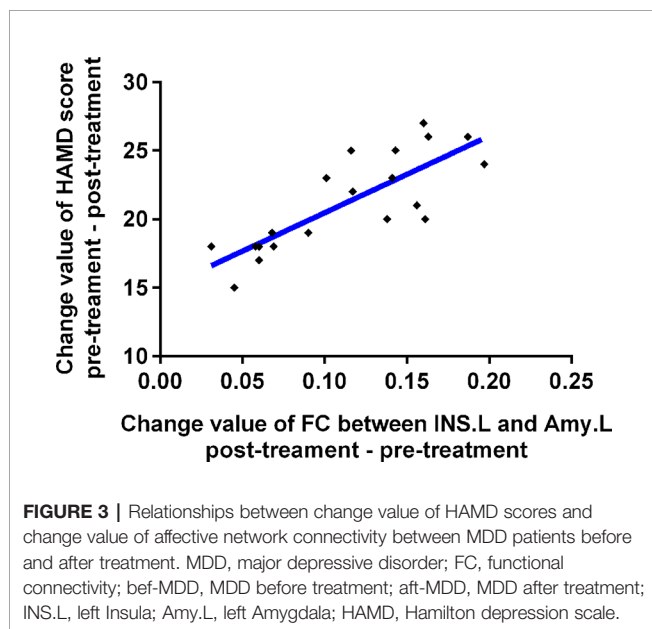 Change value of HAMD score
pre-treament - post-treatment
30
25
20
15
10
0.00 0.05 0.10 0.15 0.20 0.25
Change value of FC between INS.L and Amy.L
post-treament - pre-treatment
FIGURE 3 | Relationships between change value of HAMD scores and
change value of affective network connectivity between MDD patients before
and after treatment. MDD, major depressive disorder; FC, functional
connectivity; bef-MDD, MDD before treatment; aft-MDD, MDD after treatment;
INS.L, left Insula; Amy.L, left Amygdala; HAMD, Hamilton depression scale.